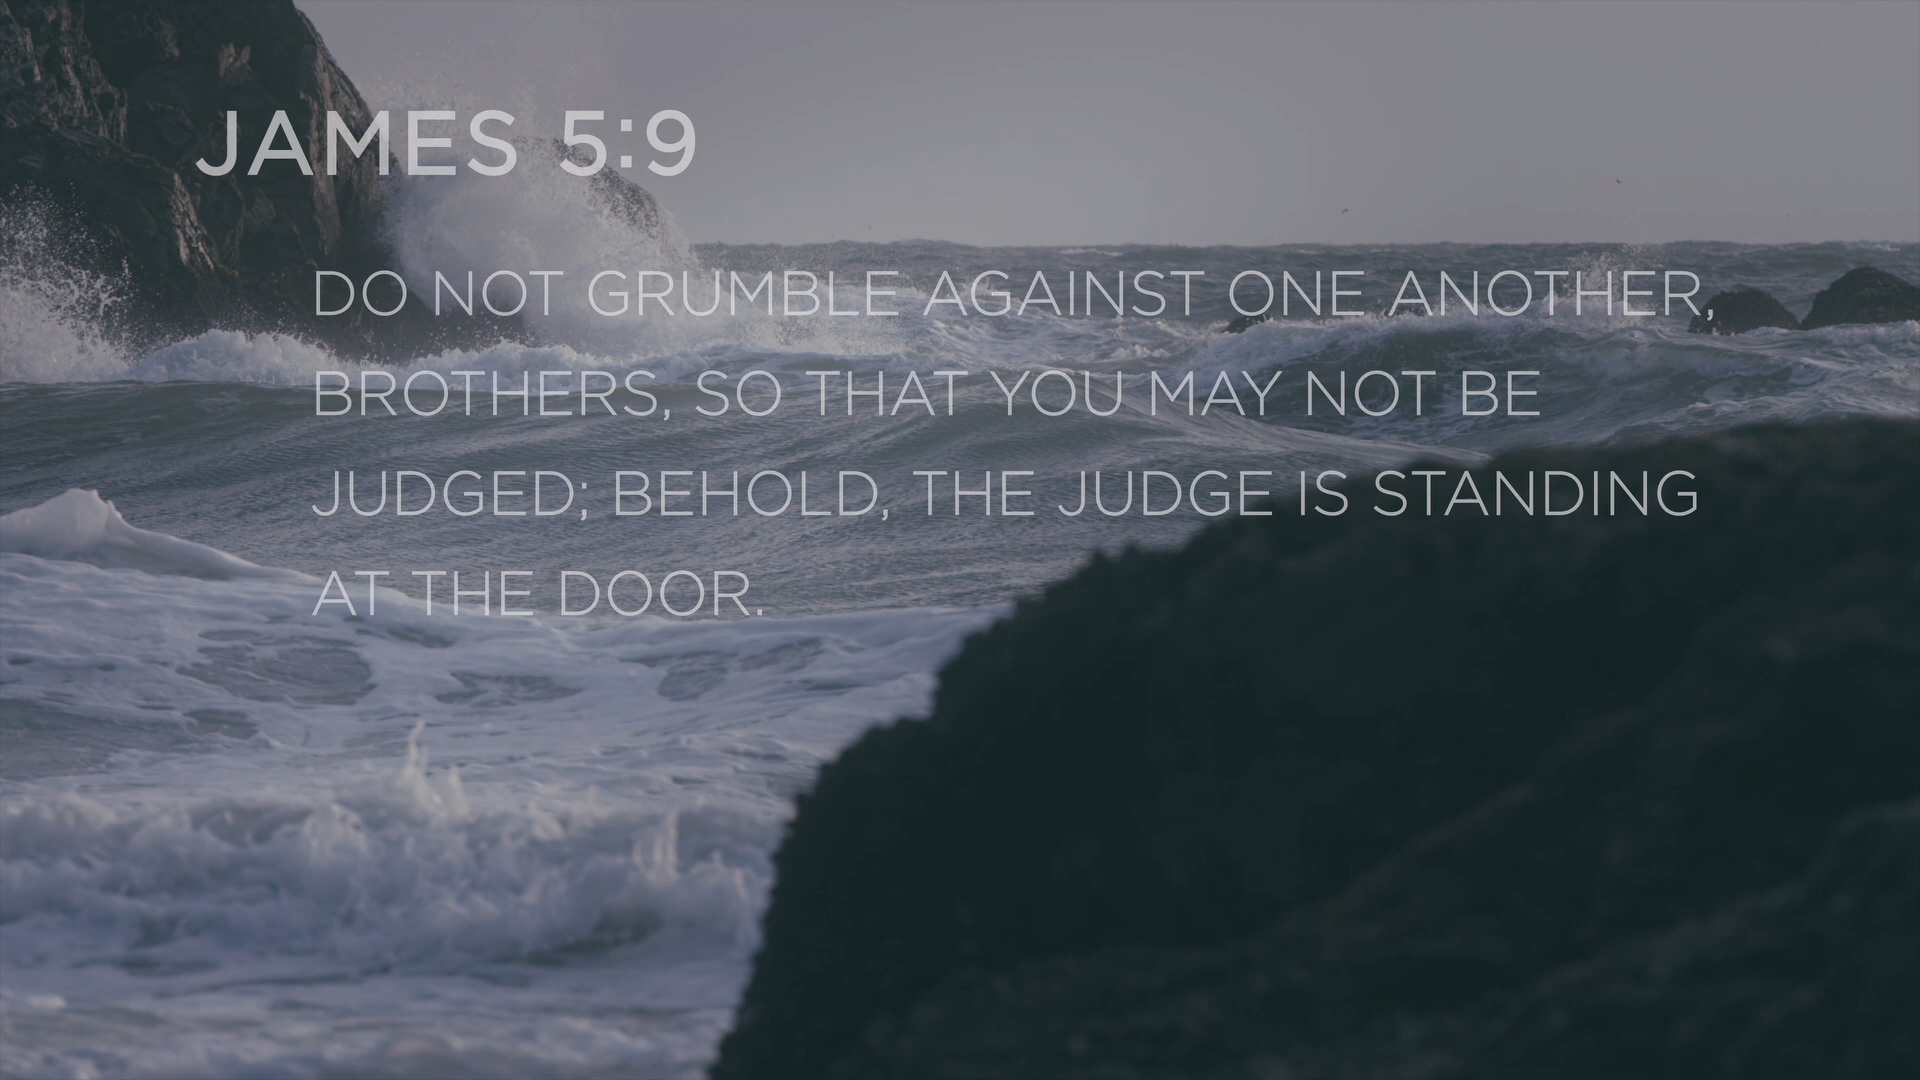 JAMES 5:9
DO NOT GRUMBLE AGAINST ONE ANOTHER,
BROTHERS, SO THAT YOU MAY NOT BE
JUDGED; BEHOLD, THE JUDGE IS STANDING
AT THE DOOR.